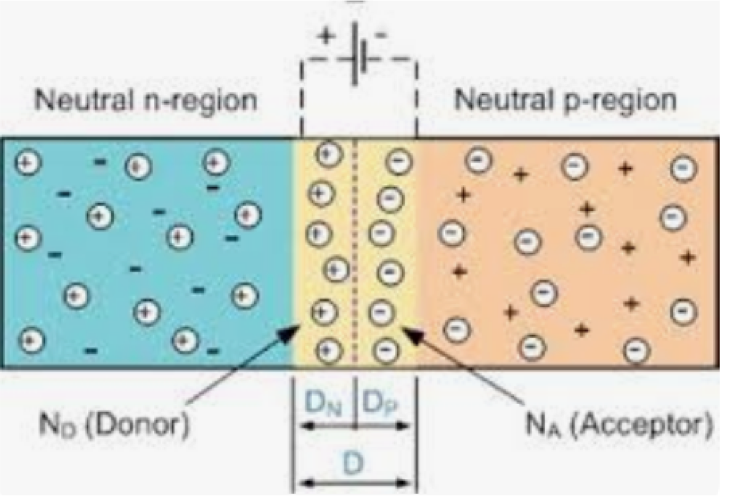 + -
Neutral n-region
Neutral p-region
D_N D_P
N_D (Donor)
N_A (Acceptor)
D